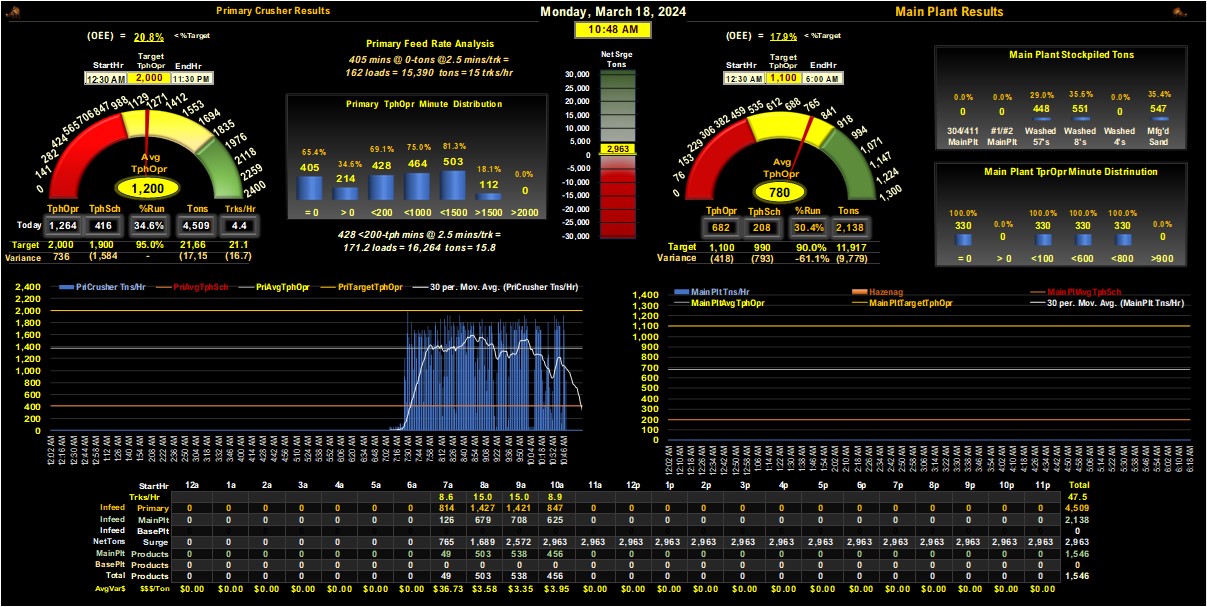 Primary Crusher Results
Monday, March 18, 2024
Main Plant Results
10:48 AM
(OEE) = 20.8% < %Target
StartHr Target TphOpr EndHr
12:30 AM 2,000 11:30 PM
0 141 282 424 565 706 847 988 1129 1271 1412 1553 1694 1835 1976 2118 2259 2400
Avg
TphOpr
1,200
TphOpr TphSch %Run Tons Trks/Hr
Today 1,264 416 34.6% 4,509 4.4
Target 2,000 1,900 95.0% 21,66 21.1
Variance 736 (1,584 - (17,15 (16.7)
Primary Feed Rate Analysis
405 mins @ 0-tons @2.5 mins/trk =
162 loads = 15,390 tons = 15 trks/hr
Primary TphOpr Minute Distribution
65.4% 34.6% 69.1% 75.0% 81.3% 18.1% 0.0%
405 214 428 464 503 112 0
= 0 > 0 <200 <1000 <1500 >1500 >2000
428 <200-tph mins @ 2.5 mins/trk =
171.2 loads = 16,264 tons = 15.8
Net Srge
Tons
30,000
25,000
20,000
15,000
10,000
5,000
2,963
0
-5,000
-10,000
-15,000
-20,000
-25,000
-30,000
(OEE) = 17.9% < %Target
StartHr Target TphOpr EndHr
12:30 AM 1,100 6:00 AM
0 76 153 229 306 382 459 535 612 688 765 841 918 994 1,071 1,147 1,224 1,300
Avg
TphOpr
780
TphOpr TphSch %Run Tons
682 208 30.4% 2,138
Target 1,100 990 90.0% 11,917
Variance (418) (793) -61.1% (9,779)
Main Plant Stockpiled Tons
0.0% 0.0% 29.0% 35.6% 0.0% 35.4%
0 0 448 551 0 547
304/411 #1/#2 Washed Washed Washed Mfg'd
MainPlt MainPlt 57's 8's 4's Sand
Main Plant TprOpr Minute Distrinution
100.0% 0.0% 100.0% 100.0% 100.0% 0.0%
330 0 330 330 330 0
= 0 > 0 <100 <600 <800 >900
PriCrusher Tns/Hr PriAvgTphSch PriAvgTphOpr PriTargetTphOpr 30 per. Mov. Avg. (PriCrusher Tns/Hr)
2,400
2,200
2,000
1,800
1,600
1,400
1,200
1,000
800
600
400
200
0
12:02 AM 12:16 AM 12:30 AM 12:44 AM 12:58 AM 1:12 AM 1:26 AM 1:40 AM 1:54 AM 2:08 AM 2:22 AM 2:36 AM 2:50 AM 3:04 AM 3:18 AM 3:32 AM 3:46 AM 4:00 AM 4:14 AM 4:28 AM 4:42 AM 4:56 AM 5:10 AM 5:24 AM 5:38 AM 5:52 AM 6:06 AM 6:20 AM 6:34 AM 6:48 AM 7:02 AM 7:16 AM 7:30 AM 7:44 AM 7:58 AM 8:12 AM 8:26 AM 8:40 AM 8:54 AM 9:08 AM 9:22 AM 9:36 AM 9:50 AM 10:04 AM 10:18 AM 10:32 AM 10:46 AM
MainPlt Tns/Hr Hazenag MainPltAvgTphSch
MainPltAvgTphOpr MainPltTargetTphOpr 30 per. Mov. Avg. (MainPlt Tns/Hr)
1,400
1,300
1,200
1,100
1,000
900
800
700
600
500
400
300
200
100
0
12:02 AM 12:10 AM 12:18 AM 12:26 AM 12:34 AM 12:42 AM 12:50 AM 12:58 AM 1:06 AM 1:14 AM 1:22 AM 1:30 AM 1:38 AM 1:46 AM 1:54 AM 2:02 AM 2:10 AM 2:18 AM 2:26 AM 2:34 AM 2:42 AM 2:50 AM 2:58 AM 3:06 AM 3:14 AM 3:22 AM 3:30 AM 3:38 AM 3:46 AM 3:54 AM 4:02 AM 4:10 AM 4:18 AM 4:26 AM 4:34 AM 4:42 AM 4:50 AM 4:58 AM 5:06 AM 5:14 AM 5:22 AM 5:30 AM 5:38 AM 5:46 AM 5:54 AM 6:02 AM 6:10 AM 6:18 AM
StartHr 12a 1a 2a 3a 4a 5a 6a 7a 8a 9a 10a 11a 12p 1p 2p 3p 4p 5p 6p 7p 8p 9p 10p 11p Total
Trks/Hr 8.6 15.0 15.0 8.9 47.5
Infeed Primary 0 0 0 0 0 0 0 814 1,427 1,421 847 0 0 0 0 0 0 0 0 0 0 0 0 0 4,509
Infeed MainPlt 0 0 0 0 0 0 0 126 679 708 625 0 0 0 0 0 0 0 0 0 0 0 0 0 2,138
Infeed BasePlt 0
NetTons Surge 0 0 0 0 0 0 0 765 1,689 2,572 2,963 2,963 2,963 2,963 2,963 2,963 2,963 2,963 2,963 2,963 2,963 2,963 2,963 2,963 2,963
MainPlt Products 0 0 0 0 0 0 0 49 503 538 456 0 0 0 0 0 0 0 0 0 0 0 0 0 1,546
BasePlt Products 0 0 0 0 0 0 0 0 0 0 0 0 0 0 0 0 0 0 0 0 0 0 0 0 0
Total Products 0 0 0 0 0 0 0 49 503 538 456 0 0 0 0 0 0 0 0 0 0 0 0 0 1,546
AvgVar$ $$$/Ton $0.00 $0.00 $0.00 $0.00 $0.00 $0.00 $0.00 $36.73 $3.58 $3.35 $3.95 $0.00 $0.00 $0.00 $0.00 $0.00 $0.00 $0.00 $0.00 $0.00 $0.00 $0.00 $0.00 $0.00 $0.00